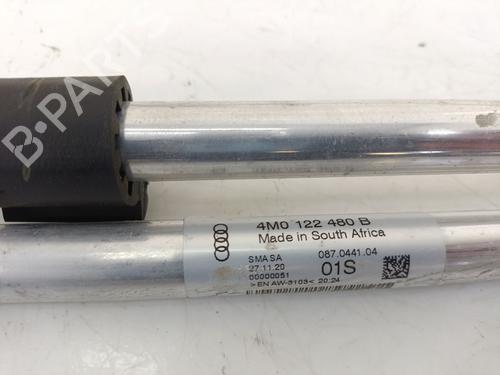 B-PARTS
4M0 122 480 B
Made in South Africa
SMA SA 087.0441.04
27.11.20 01S
00000051
>EN AW-3103< 20:24